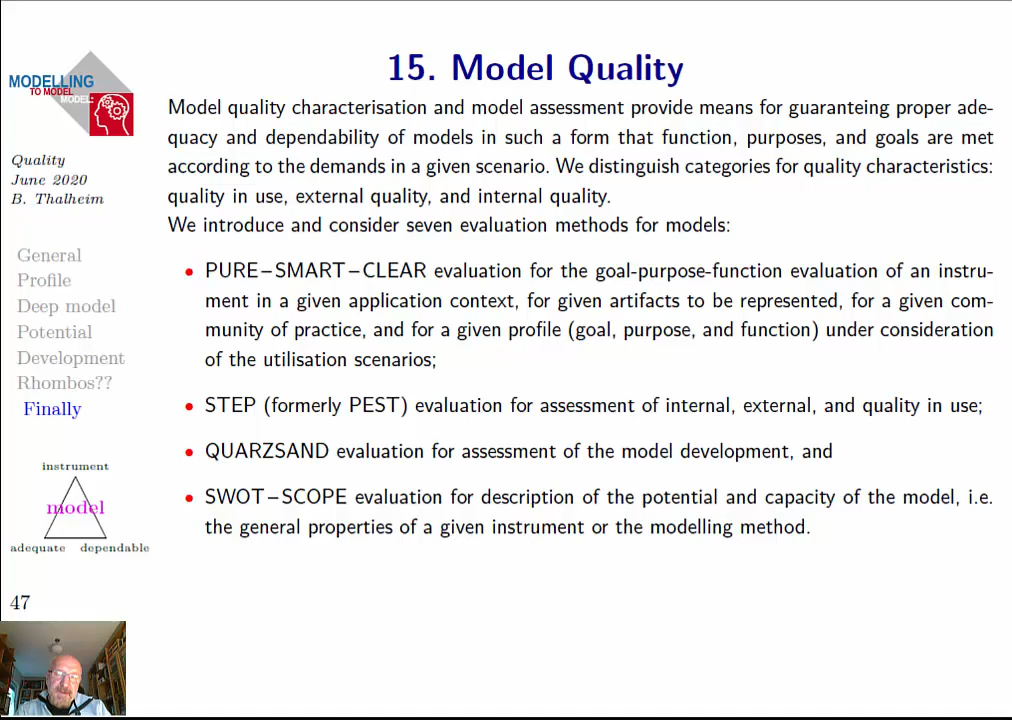 15. Model Quality
MODELLING
TO MODEL
MODEL:
Quality
June 2020
B. Thalheim
General
Profile
Deep model
Potential
Development
Rhombos??
Finally
instrument
model
adequate dependable
47
Model quality characterisation and model assessment provide means for guaranteing proper ade-
quacy and dependability of models in such a form that function, purposes, and goals are met
according to the demands in a given scenario. We distinguish categories for quality characteristics:
quality in use, external quality, and internal quality.
We introduce and consider seven evaluation methods for models:
• PURE–SMART–CLEAR evaluation for the goal-purpose-function evaluation of an instru-
ment in a given application context, for given artifacts to be represented, for a given com-
munity of practice, and for a given profile (goal, purpose, and function) under consideration
of the utilisation scenarios;
• STEP (formerly PEST) evaluation for assessment of internal, external, and quality in use;
• QUARZSAND evaluation for assessment of the model development, and
• SWOT–SCOPE evaluation for description of the potential and capacity of the model, i.e.
the general properties of a given instrument or the modelling method.